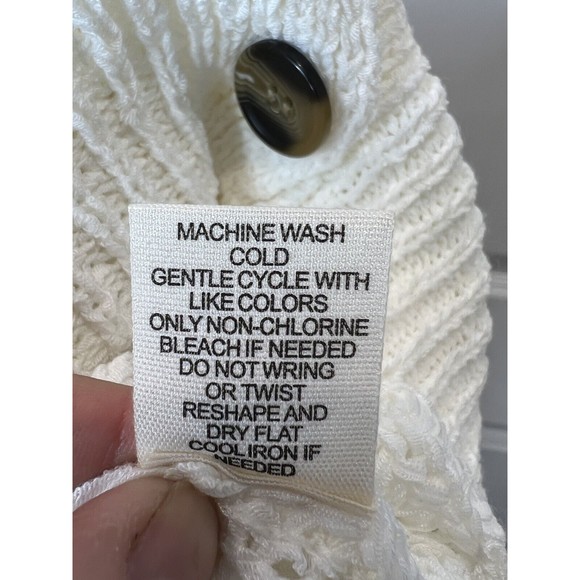 MACHINE WASH
COLD
GENTLE CYCLE WITH
LIKE COLORS
ONLY NON-CHLORINE
BLEACH IF NEEDED
DO NOT WRING
OR TWIST
RESHAPE AND
DRY FLAT
COOL IRON IF
NEEDED